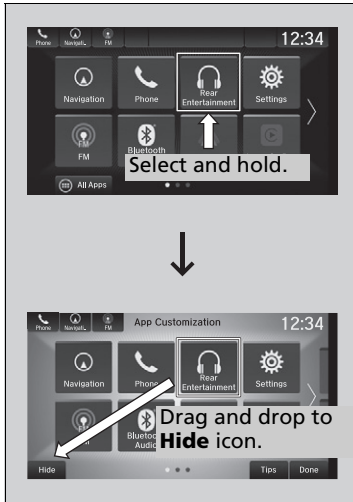 Phone Navigati.. FM 12:34
Navigation Phone Rear Entertainment Settings
FM Bluetooth
Select and hold.
All Apps
Phone Navigati.. FM App Customization 12:34
Navigation Phone Rear Entertainment Settings
Bluetooth Audio
Drag and drop to
Hide icon.
Hide Tips Done